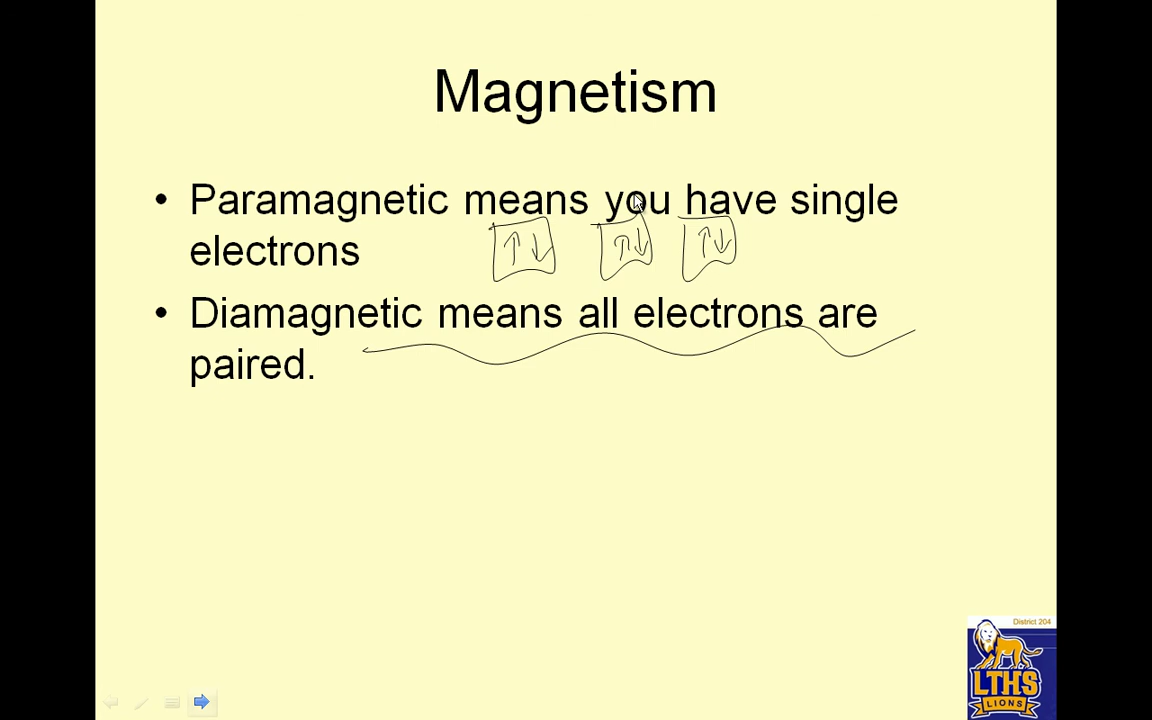 Magnetism
• Paramagnetic means you have single
electrons
↑↓ ↑↓ ↑↓
• Diamagnetic means all electrons are
paired.
District 204
LTHS
LIONS